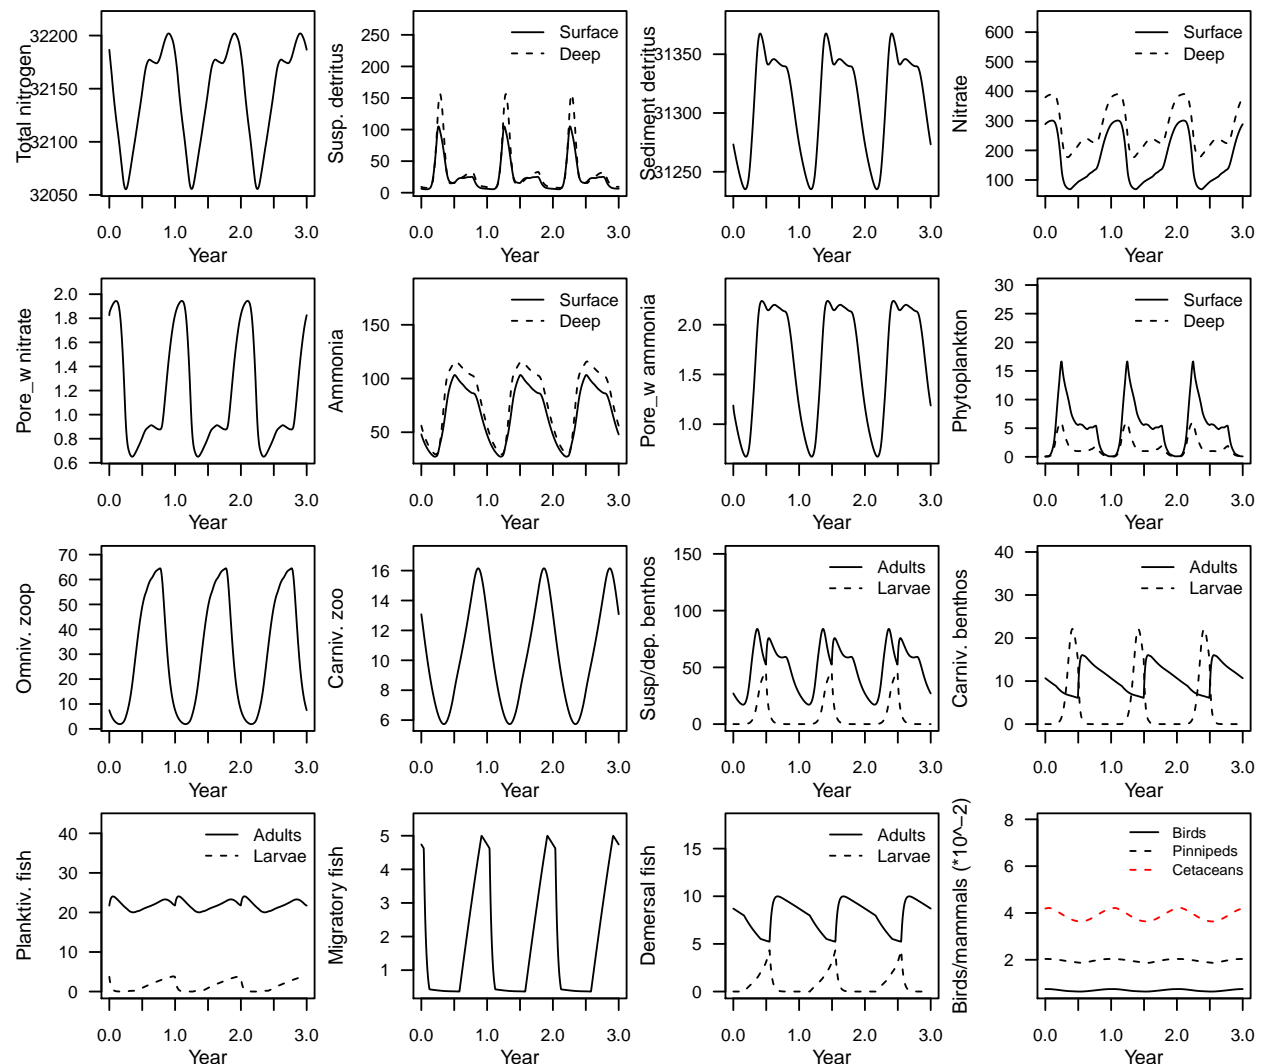 Total nitrogen
32200
32150
32100
32050
0.0 1.0 2.0 3.0
Year
Susp. detritus
250
200
150
100
50
0
Surface
Deep
0.0 1.0 2.0 3.0
Year
Sediment detritus
31350
31300
31250
0.0 1.0 2.0 3.0
Year
Nitrate
600
500
400
300
200
100
Surface
Deep
0.0 1.0 2.0 3.0
Year
Pore_w nitrate
2.0
1.8
1.6
1.4
1.2
1.0
0.8
0.6
0.0 1.0 2.0 3.0
Year
Ammonia
150
100
50
Surface
Deep
0.0 1.0 2.0 3.0
Year
Pore_w ammonia
2.0
1.5
1.0
0.0 1.0 2.0 3.0
Year
Phytoplankton
30
25
20
15
10
5
0
Surface
Deep
0.0 1.0 2.0 3.0
Year
Omniv. zoop
70
60
50
40
30
20
10
0
0.0 1.0 2.0 3.0
Year
Carniv. zoo
16
14
12
10
8
6
0.0 1.0 2.0 3.0
Year
Susp/dep. benthos
150
100
50
0
Adults
Larvae
0.0 1.0 2.0 3.0
Year
Carniv. benthos
40
30
20
10
0
Adults
Larvae
0.0 1.0 2.0 3.0
Year
Planktiv. fish
40
30
20
10
0
Adults
Larvae
0.0 1.0 2.0 3.0
Year
Migratory fish
5
4
3
2
1
0.0 1.0 2.0 3.0
Year
Demersal fish
15
10
5
0
Adults
Larvae
0.0 1.0 2.0 3.0
Year
Birds/mammals (*10^−2)
8
6
4
2
Birds
Pinnipeds
Cetaceans
0.0 1.0 2.0 3.0
Year